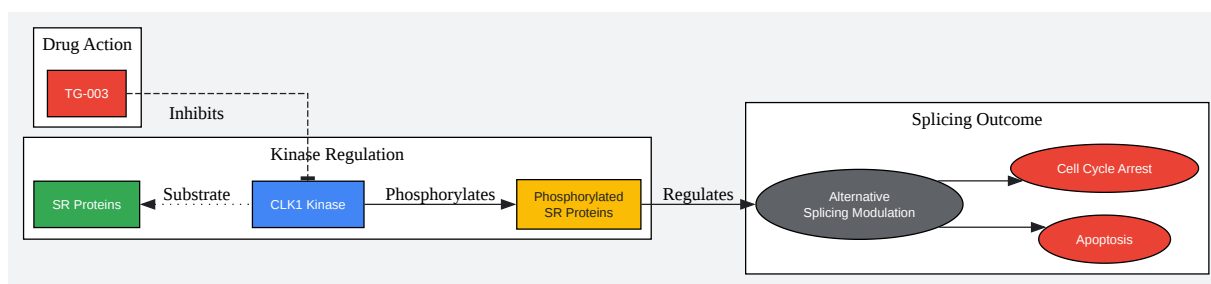 Drug Action
TG-003
Inhibits
Kinase Regulation
SR Proteins
Substrate
CLK1 Kinase
Phosphorylates
Phosphorylated
SR Proteins
Regulates
Splicing Outcome
Alternative
Splicing Modulation
Cell Cycle Arrest
Apoptosis